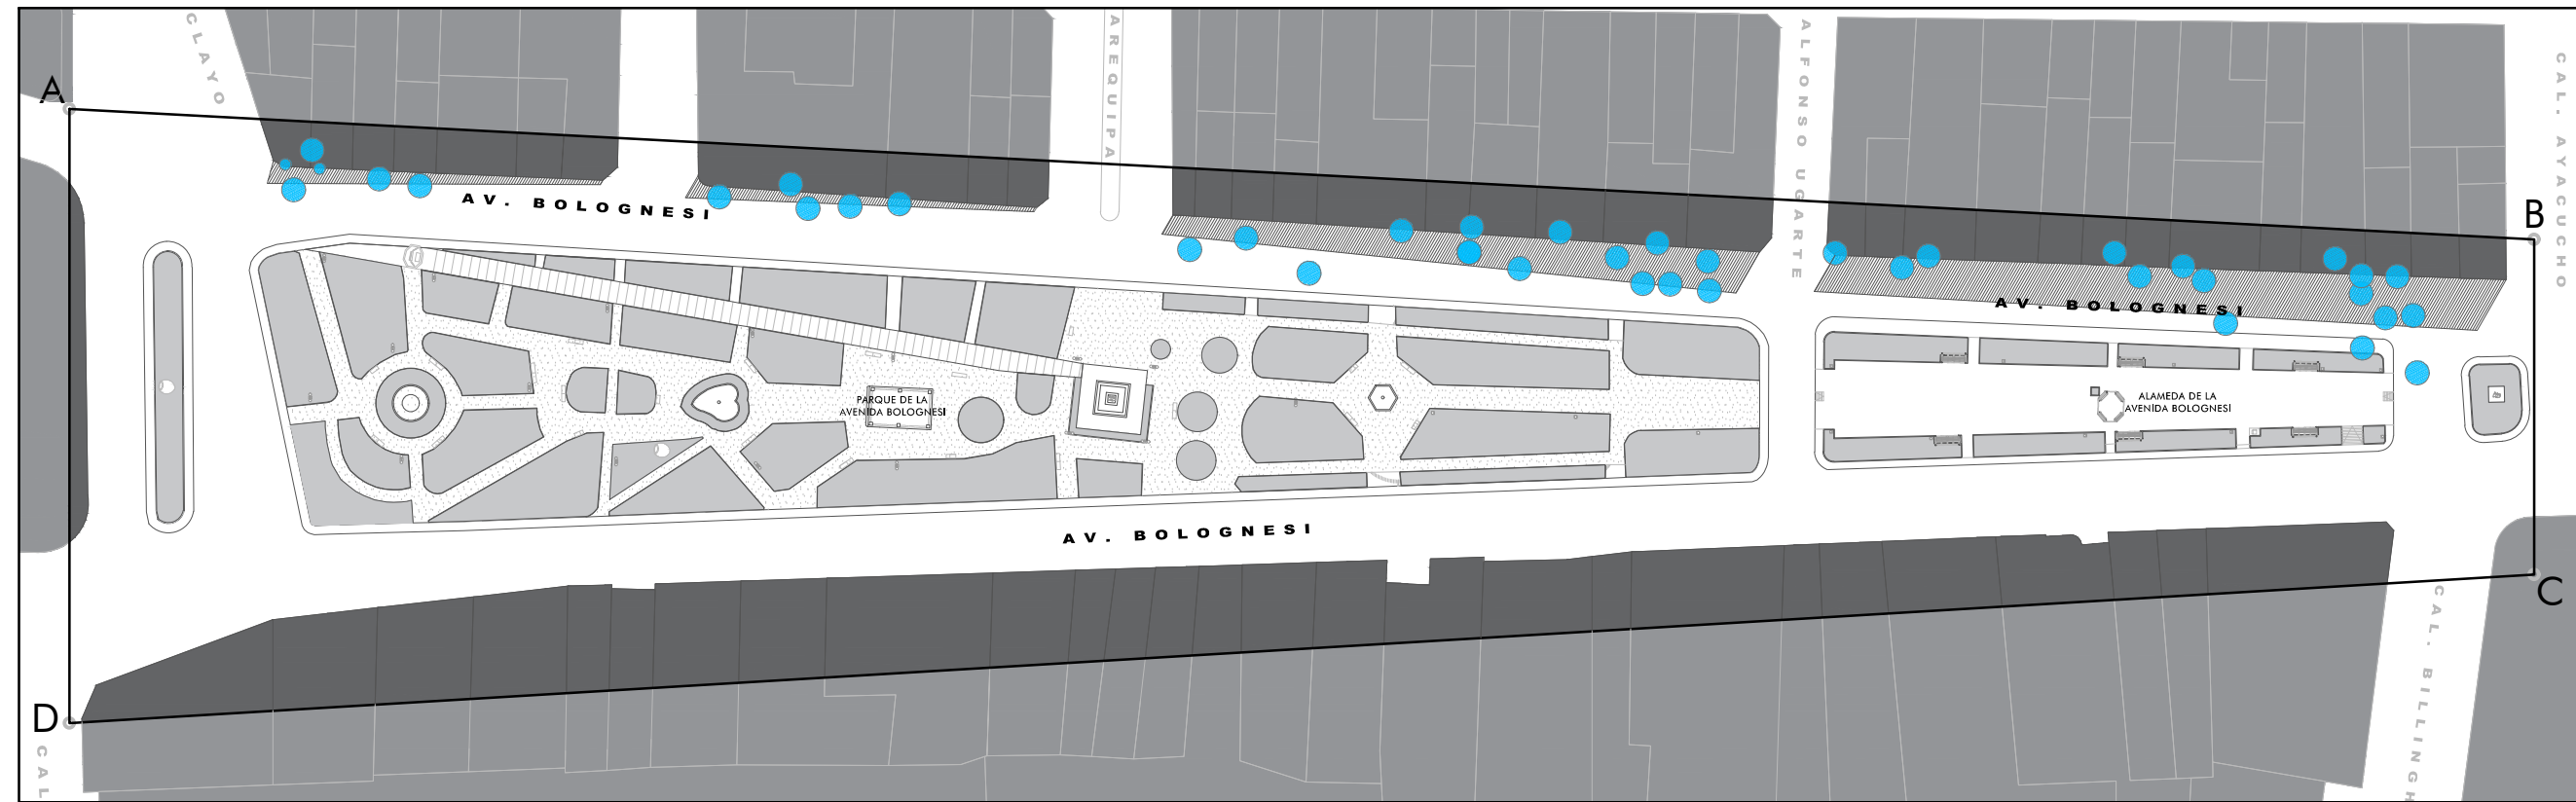 CLAYO
AREQUIPA
ALFONSO UGARTE
CAL. AYACUCHO
A
B
AV. BOLOGNESI
AV. BOLOGNESI
PARQUE DE LA
AVENIDA BOLOGNESI
ALAMEDA DE LA
AVENIDA BOLOGNESI
AV. BOLOGNESI
C
D
CAL
CAL. BILLINGH